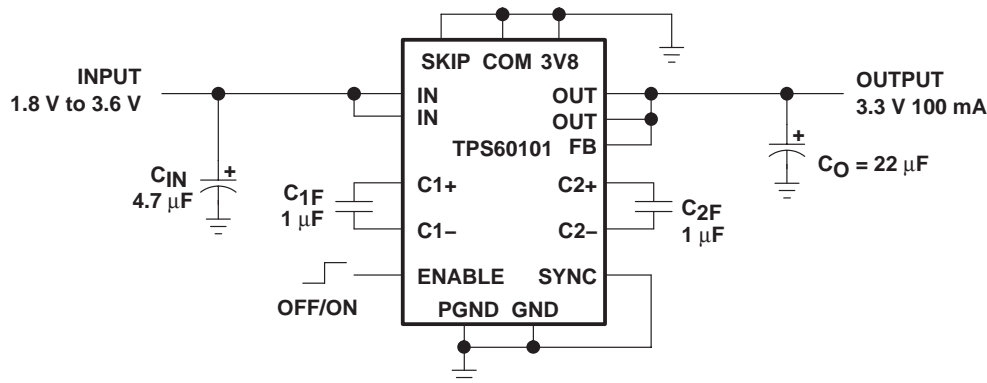 SKIP COM 3V8
INPUT
1.8 V to 3.6 V
IN
IN
OUT
OUT
FB
TPS60101
OUTPUT
3.3 V 100 mA
+
CIN
4.7 μF
+
CO = 22 μF
C1F
1 μF
C1+
C1−
C2+
C2−
C2F
1 μF
OFF/ON
ENABLE
SYNC
PGND GND